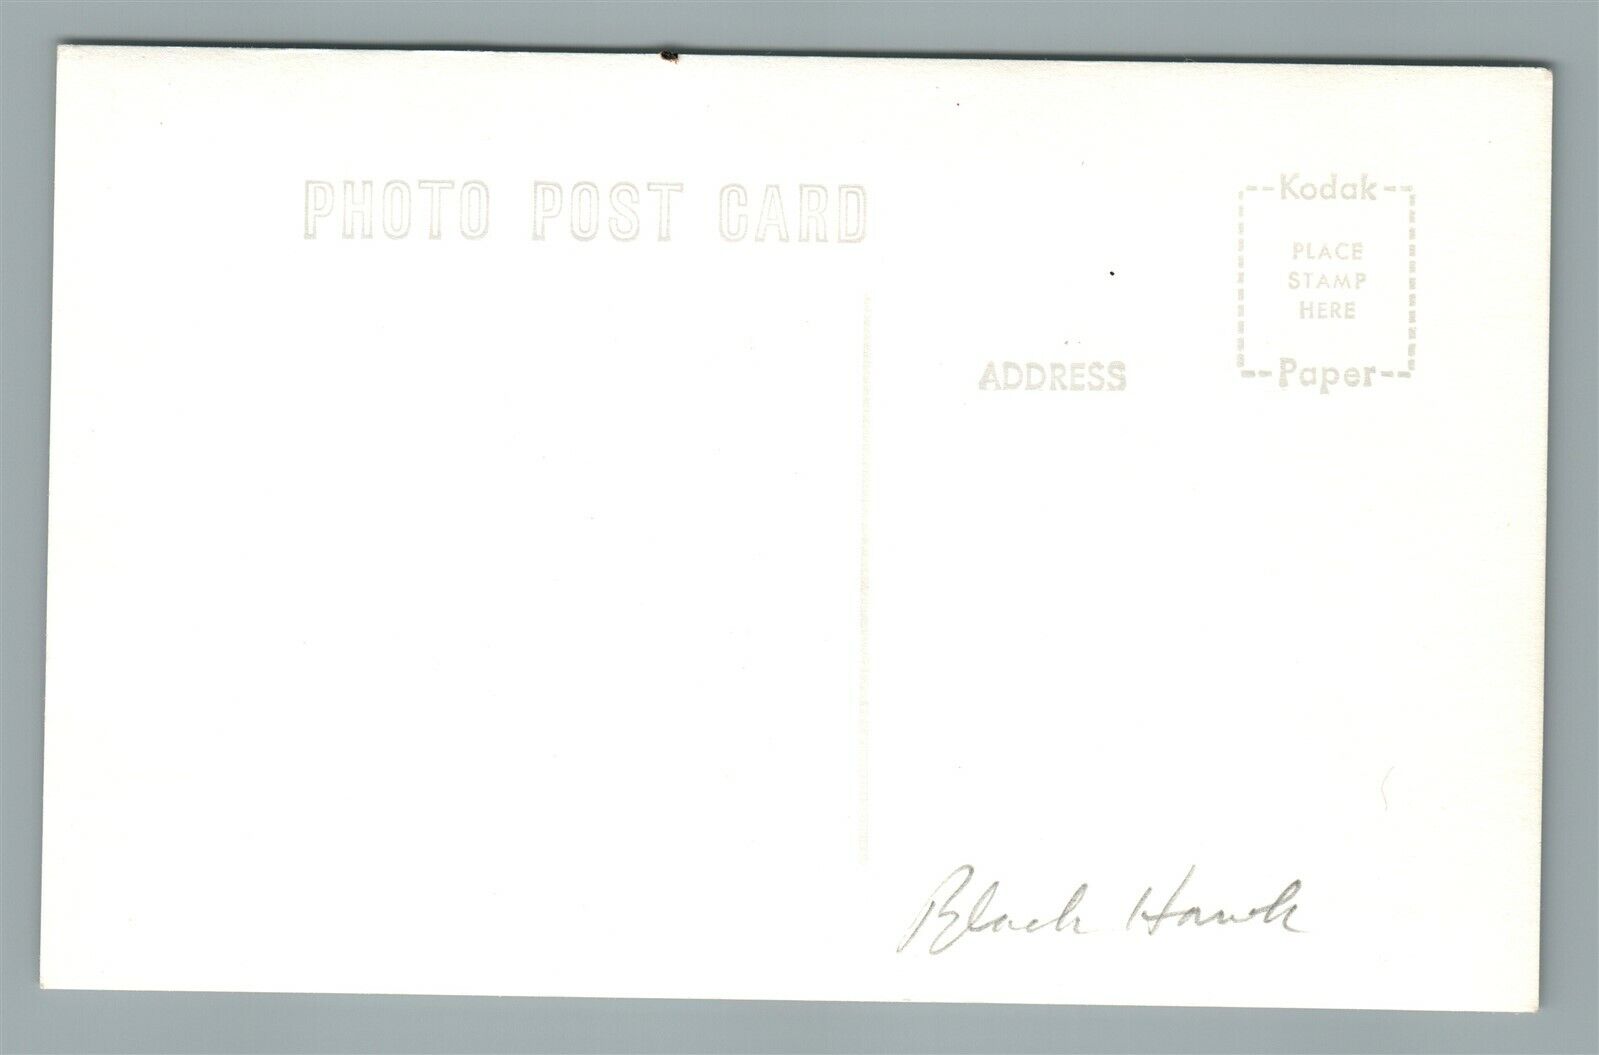 PHOTO POST CARD
Kodak
PLACE
STAMP
HERE
Paper
ADDRESS
Black Hawk